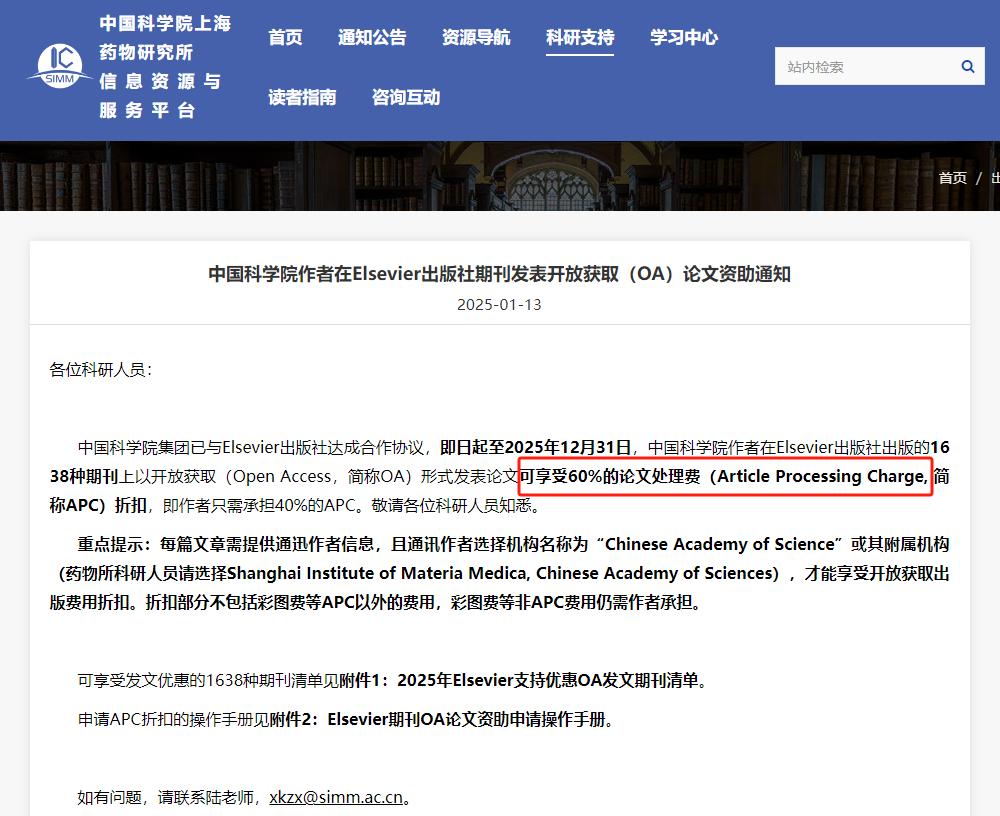 中国科学院上海
药物研究所
信息资源与
服务平台
IC
SIMM
首页 通知公告 资源导航 科研支持 学习中心
读者指南 咨询互动
站内检索
首页 / 出
中国科学院作者在Elsevier出版社期刊发表开放获取（OA）论文资助通知
2025-01-13
各位科研人员：
中国科学院集团已与Elsevier出版社达成合作协议，即日起至2025年12月31日，中国科学院作者在Elsevier出版社出版的16
38种期刊上以开放获取（Open Access，简称OA）形式发表论文可享受60%的论文处理费（Article Processing Charge, 简
称APC）折扣，即作者只需承担40%的APC。敬请各位科研人员知悉。
重点提示：每篇文章需提供通迅作者信息，且通讯作者选择机构名称为“Chinese Academy of Science”或其附属机构
（药物所科研人员请选择Shanghai Institute of Materia Medica, Chinese Academy of Sciences），才能享受开放获取出
版费用折扣。折扣部分不包括彩图费等APC以外的费用，彩图费等非APC费用仍需作者承担。
可享受发文优惠的1638种期刊清单见附件1：2025年Elsevier支持优惠OA发文期刊清单。
申请APC折扣的操作手册见附件2：Elsevier期刊OA论文资助申请操作手册。
如有问题，请联系陆老师，xkzx@simm.ac.cn。